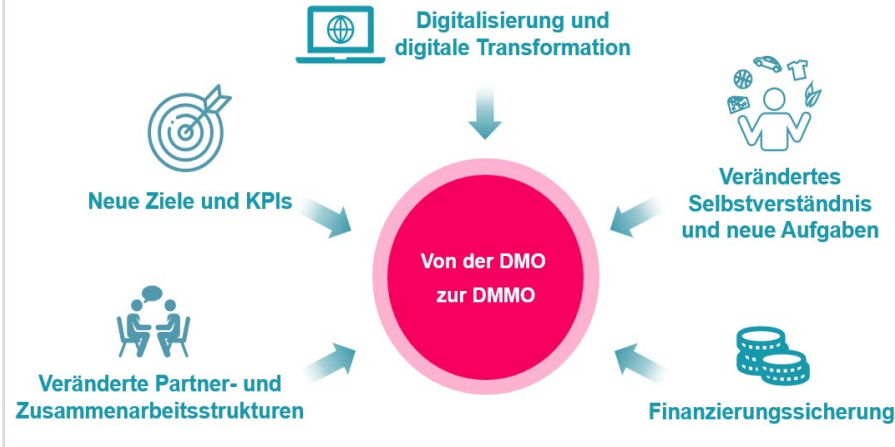 Digitalisierung und
digitale Transformation
Neue Ziele und KPIs
Verändertes
Selbstverständnis
und neue Aufgaben
Von der DMO
zur DMMO
Veränderte Partner- und
Zusammenarbeitsstrukturen
Finanzierungssicherung